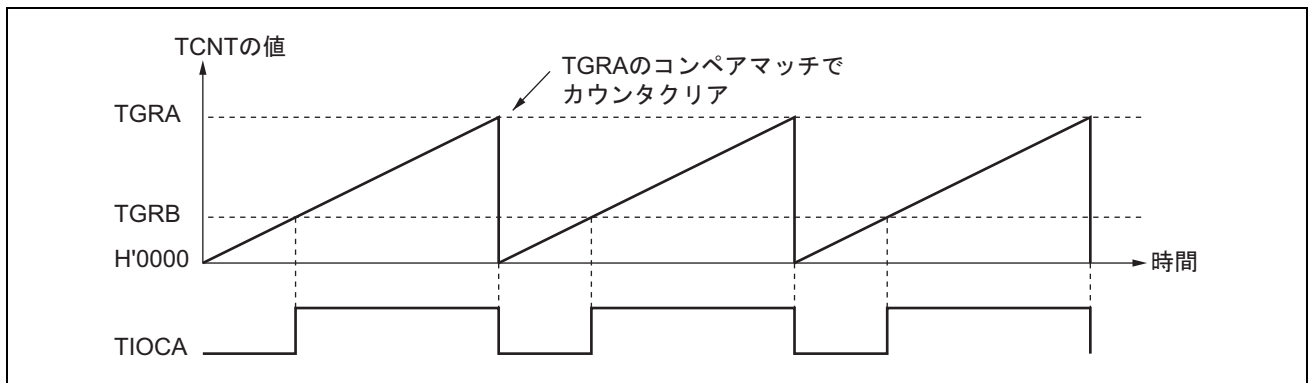 TCNTの値
TGRAのコンペアマッチで
カウンタクリア
TGRA
TGRB
H'0000
時間
TIOCA